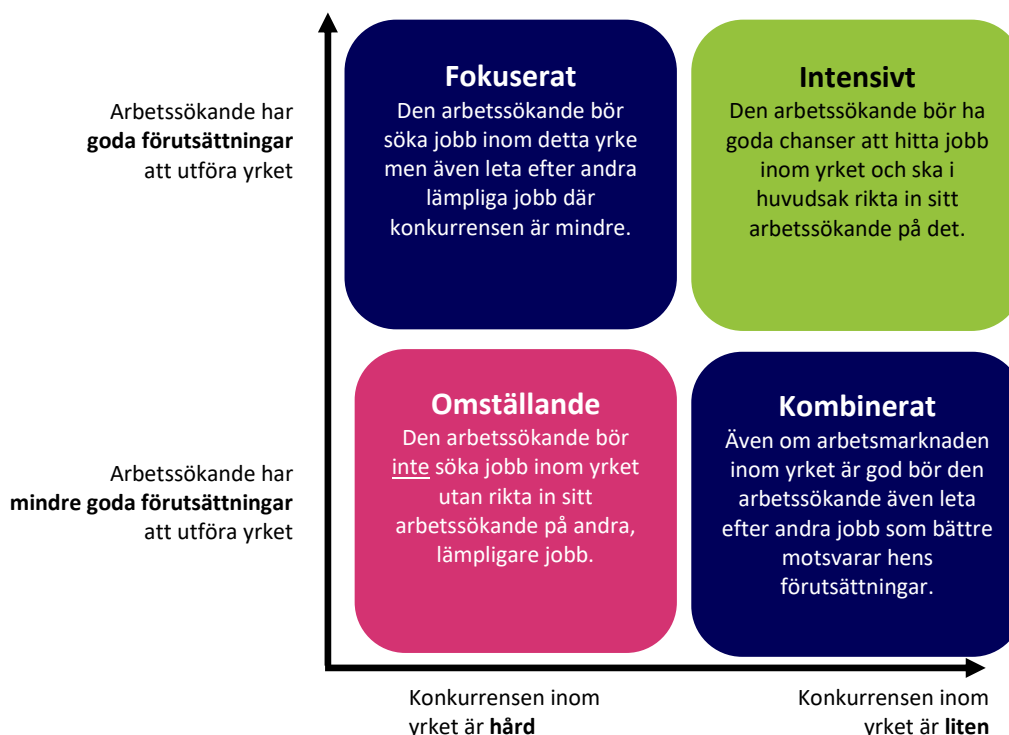 Arbetssökande har
goda förutsättningar
att utföra yrket
Fokuserat
Den arbetssökande bör
söka jobb inom detta yrke
men även leta efter andra
lämpliga jobb där
konkurrensen är mindre.
Intensivt
Den arbetssökande bör ha
goda chanser att hitta jobb
inom yrket och ska i
huvudsak rikta in sitt
arbetssökande på det.
Arbetssökande har
mindre goda förutsättningar
att utföra yrket
Omställande
Den arbetssökande bör
inte söka jobb inom yrket
utan rikta in sitt
arbetssökande på andra,
lämpligare jobb.
Kombinerat
Även om arbetsmarknaden
inom yrket är god bör den
arbetssökande även leta
efter andra jobb som bättre
motsvarar hens
förutsättningar.
Konkurrensen inom
yrket är hård
Konkurrensen inom
yrket är liten